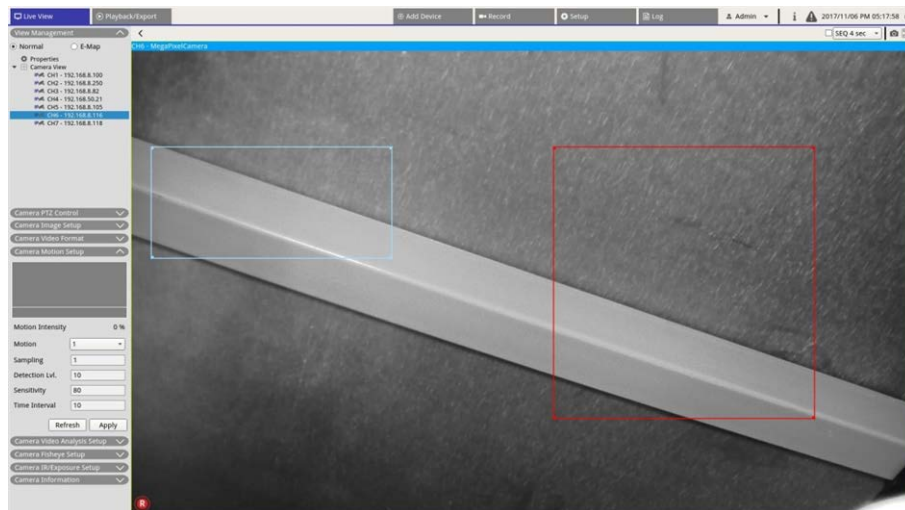 Live View
Playback/Export
Add Device
Record
Setup
Log
Admin
2017/11/06 PM 05:17:58
View Management
SEQ 4 sec
Normal
E-Map
CH6 - MegaPixelCamera
Properties
Camera View
CH1 - 192.168.8.100
CH2 - 192.168.8.250
CH3 - 192.168.8.82
CH4 - 192.168.50.21
CH5 - 192.168.8.105
CH6 - 192.168.8.116
CH7 - 192.168.8.118
Camera PTZ Control
Camera Image Setup
Camera Video Format
Camera Motion Setup
Motion Intensity 0 %
Motion 1
Sampling 1
Detection Lvl. 10
Sensitivity 80
Time Interval 10
Refresh Apply
Camera Video Analysis Setup
Camera Fisheye Setup
Camera IR/Exposure Setup
Camera Information
R